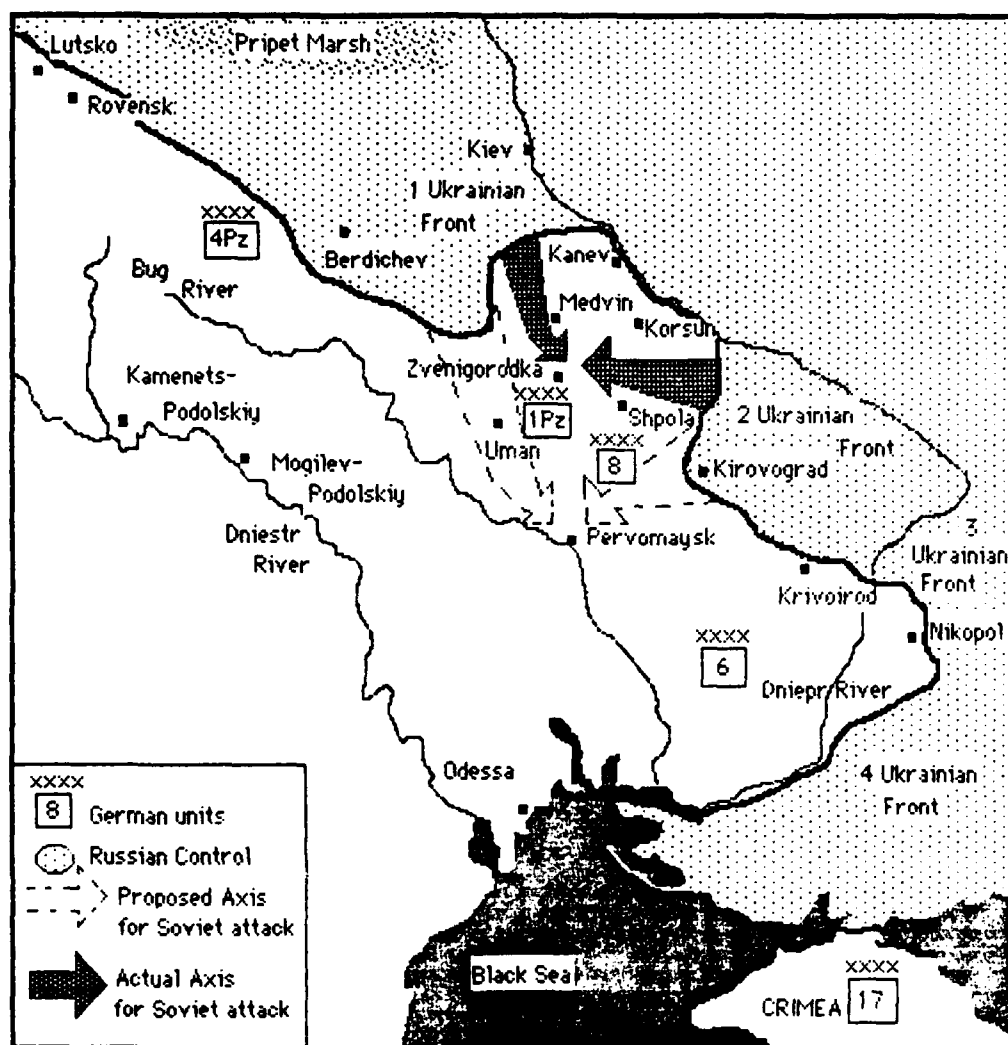 Lutsko
Pripet Marsh
Rovensk
Kiev
1 Ukrainian
Front
XXXX
4Pz
Berdichev
Kanev
Bug
River
Medvin
Korsun
Zvenigorodka
Kamenets-
Podolskiy
XXXX
1Pz
Shpola
2 Ukrainian
Front
Uman
XXXX
8
Kirovograd
Mogilev-
Podolskiy
Dniestr
River
Pervomaysk
3
Ukrainian
Front
Krivoirod
Nikopol
XXXX
6
Dniepr River
Odessa
4 Ukrainian
Front
XXXX
8
German units
Russian Control
Proposed Axis
for Soviet attack
Actual Axis
for Soviet attack
Black Sea
XXXX
CRIMEA
17